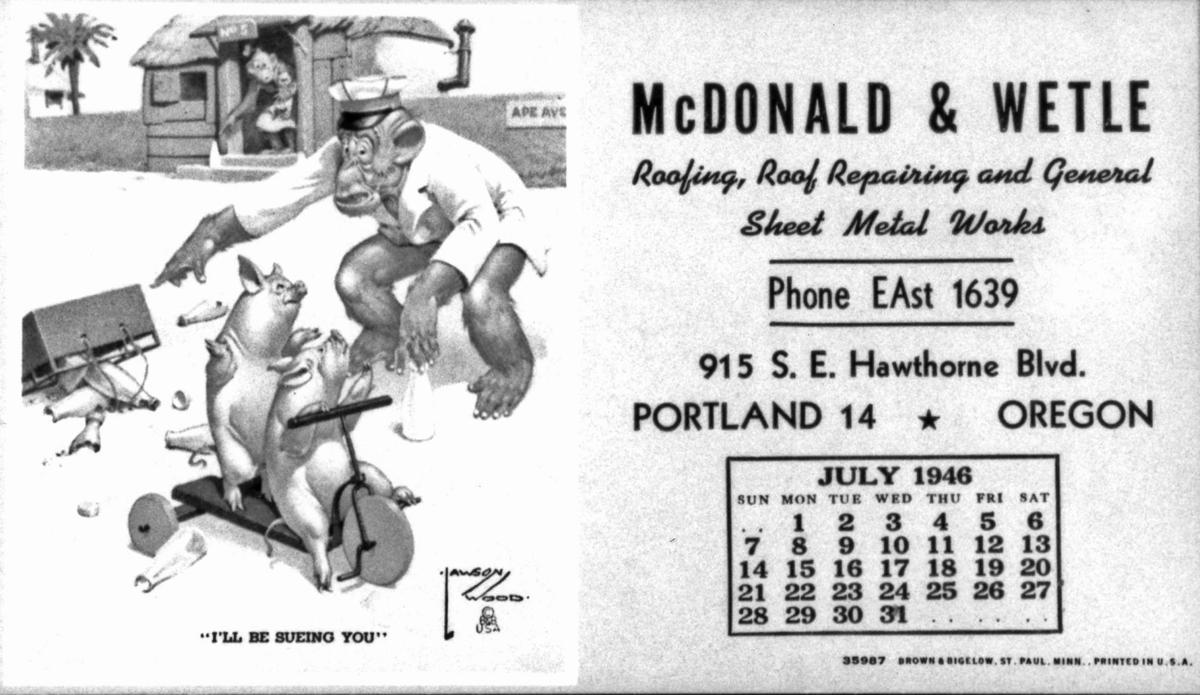 No 5
APE AVE
LAWSON
WOOD
B&B
USA
"I'LL BE SUEING YOU"
McDONALD & WETLE
Roofing, Roof Repairing and General
Sheet Metal Works
Phone EAst 1639
915 S. E. Hawthorne Blvd.
PORTLAND 14 ★ OREGON
JULY 1946
SUN MON TUE WED THU FRI SAT
. . 1 2 3 4 5 6
7 8 9 10 11 12 13
14 15 16 17 18 19 20
21 22 23 24 25 26 27
28 29 30 31 . . . . .
35987 BROWN & BIGELOW, ST. PAUL, MINN., PRINTED IN U.S.A.